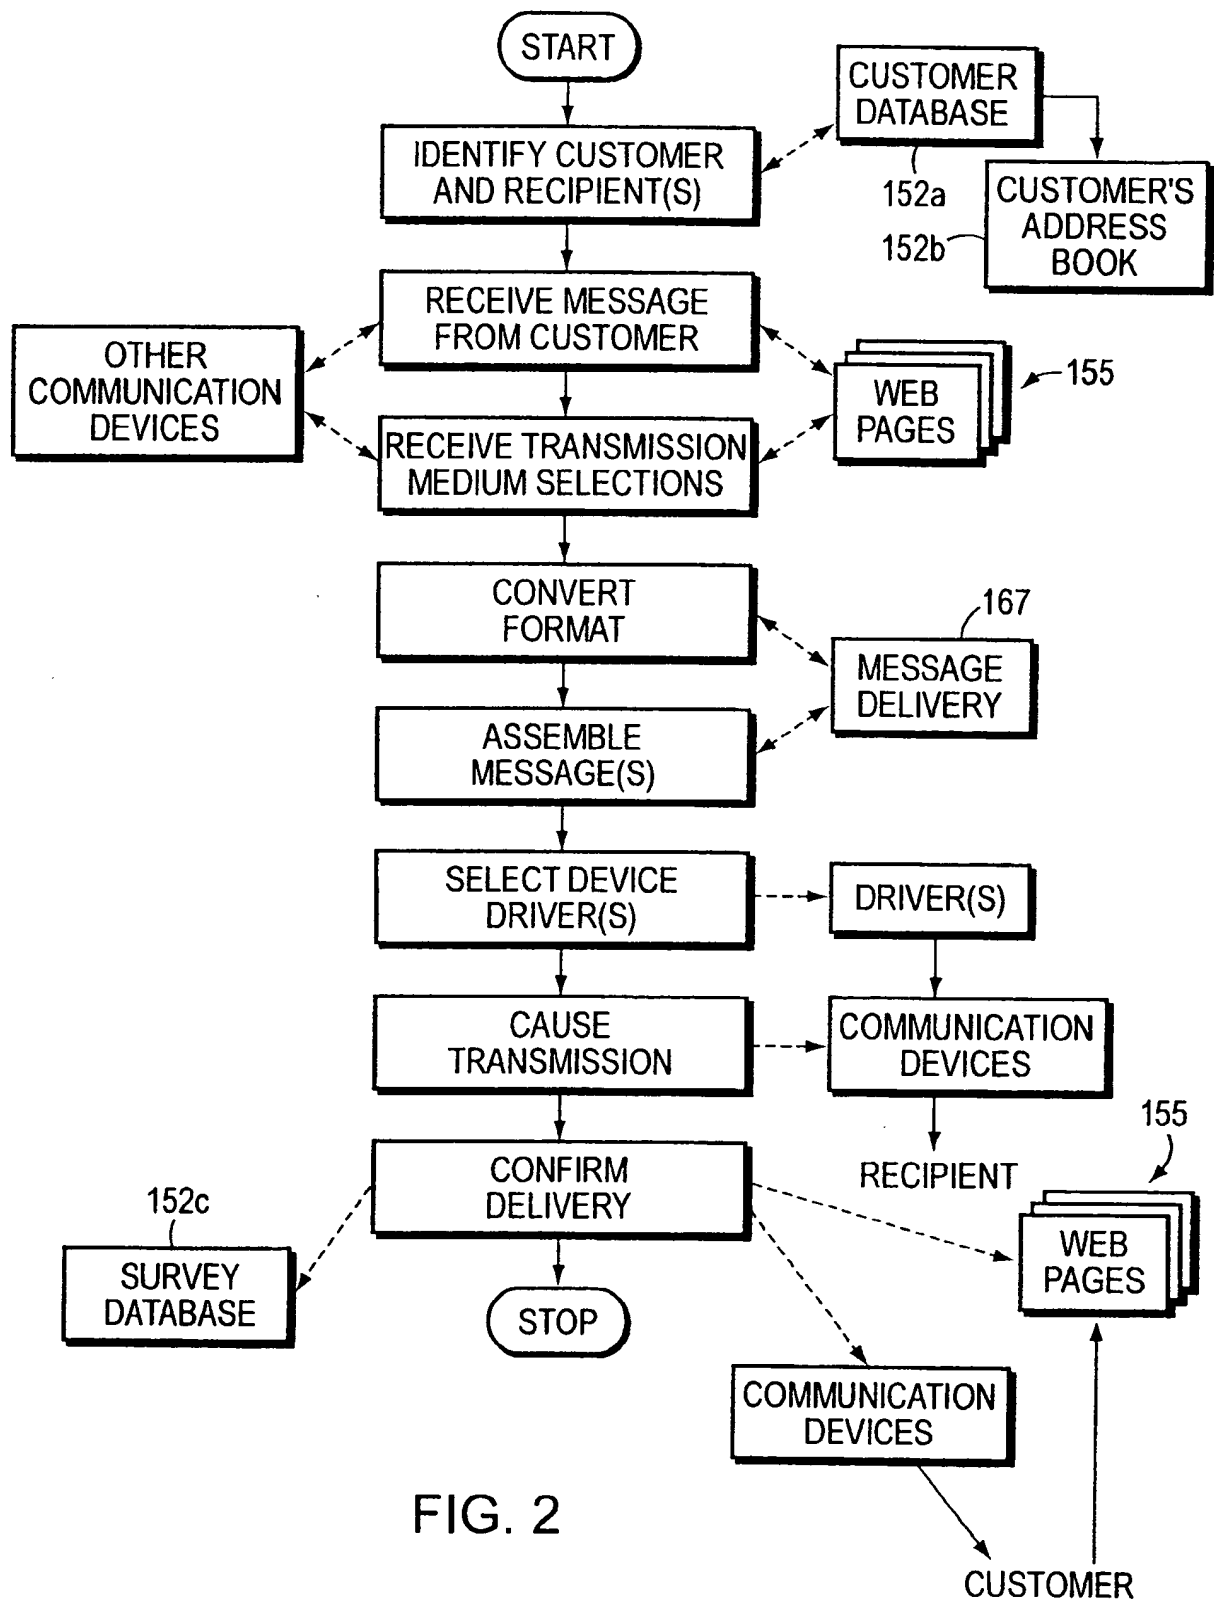 START
CUSTOMER
DATABASE
152a
IDENTIFY CUSTOMER
AND RECIPIENT(S)
CUSTOMER'S
ADDRESS
BOOK
152b
RECEIVE MESSAGE
FROM CUSTOMER
OTHER
COMMUNICATION
DEVICES
WEB
PAGES
155
RECEIVE TRANSMISSION
MEDIUM SELECTIONS
CONVERT
FORMAT
167
MESSAGE
DELIVERY
ASSEMBLE
MESSAGE(S)
SELECT DEVICE
DRIVER(S)
DRIVER(S)
CAUSE
TRANSMISSION
COMMUNICATION
DEVICES
RECIPIENT
155
CONFIRM
DELIVERY
152c
SURVEY
DATABASE
WEB
PAGES
STOP
COMMUNICATION
DEVICES
FIG. 2
CUSTOMER